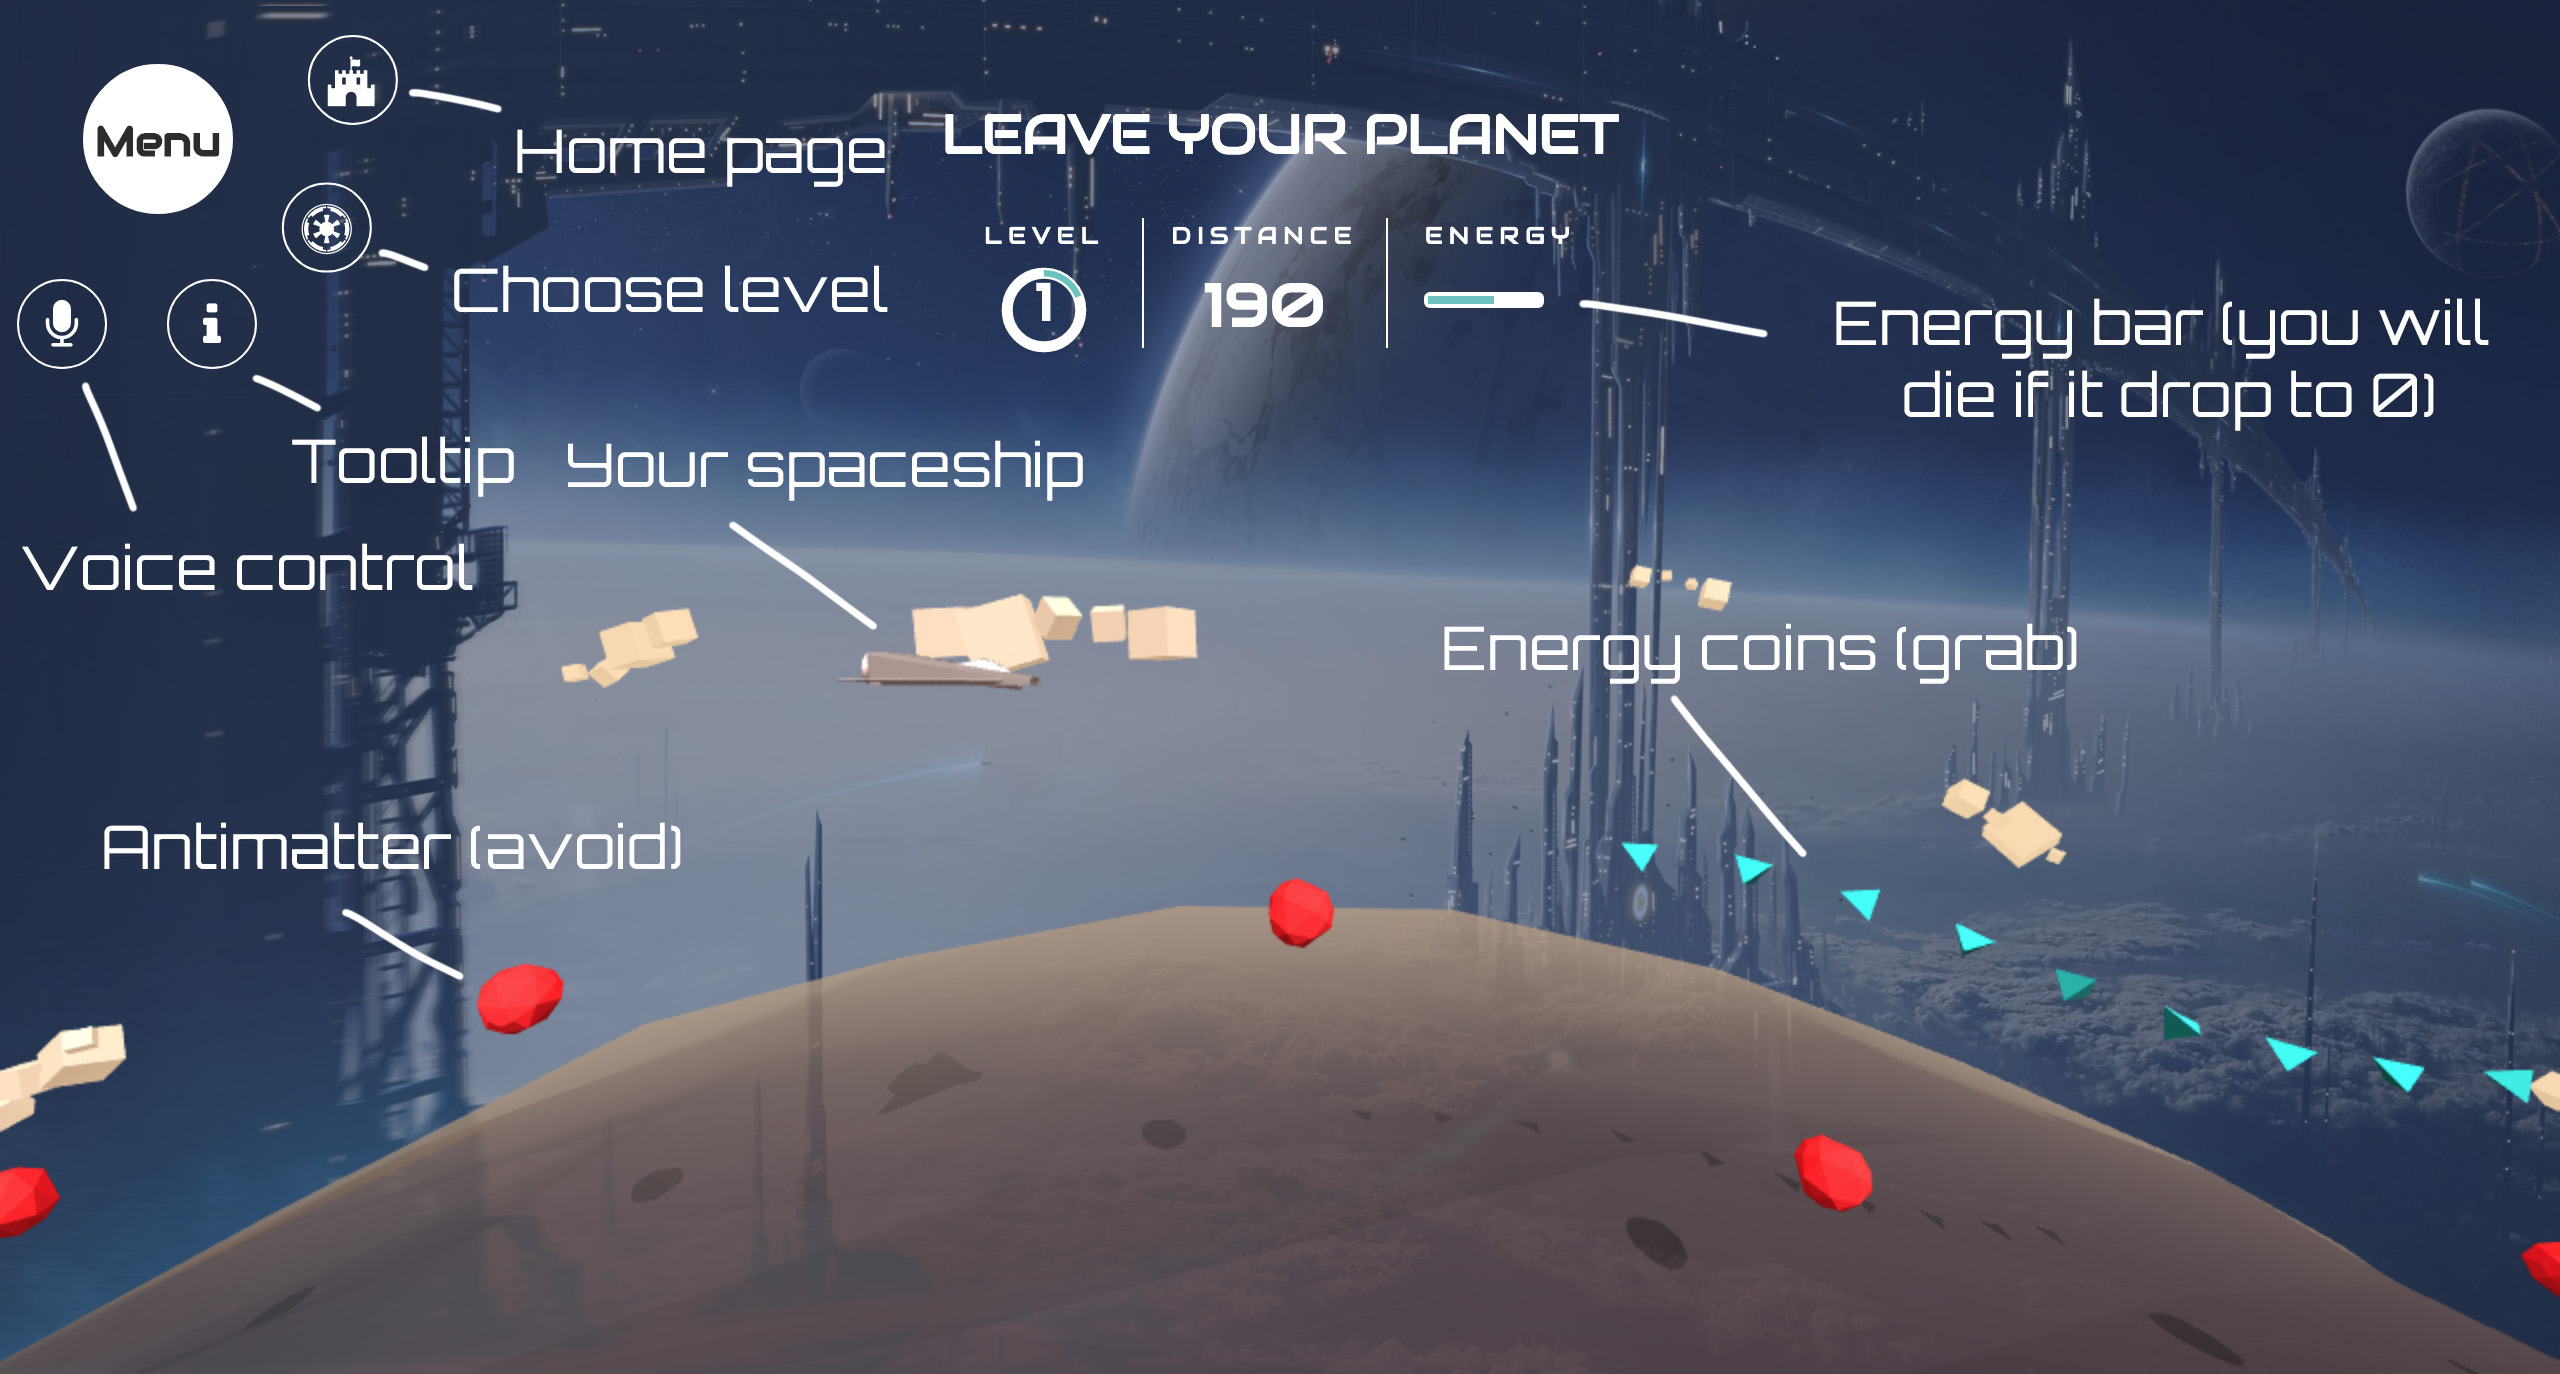 Menu
Home page
LEAVE YOUR PLANET
Choose level
LEVEL
1
DISTANCE
190
ENERGY
Energy bar (you will
die if it drop to 0)
Tooltip
Your spaceship
Voice control
Energy coins (grab)
Antimatter (avoid)